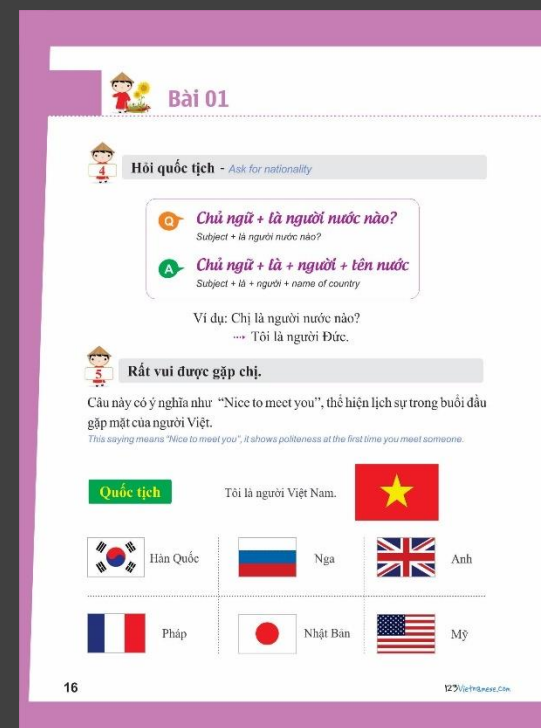 Bài 01
4
Hỏi quốc tịch - Ask for nationality
Q
Chủ ngữ + là người nước nào?
Subject + là người nước nào?
A
Chủ ngữ + là + người + tên nước
Subject + là + người + name of country
Ví dụ: Chị là người nước nào?
Tôi là người Đức.
5
Rất vui được gặp chị.
Câu này có ý nghĩa như "Nice to meet you", thể hiện lịch sự trong buổi đầu
gặp mặt của người Việt.
This saying means "Nice to meet you", it shows politeness at the first time you meet someone.
Quốc tịch
Tôi là người Việt Nam.
Hàn Quốc
Nga
Anh
Pháp
Nhật Bản
Mỹ
16
123Vietnamese.com